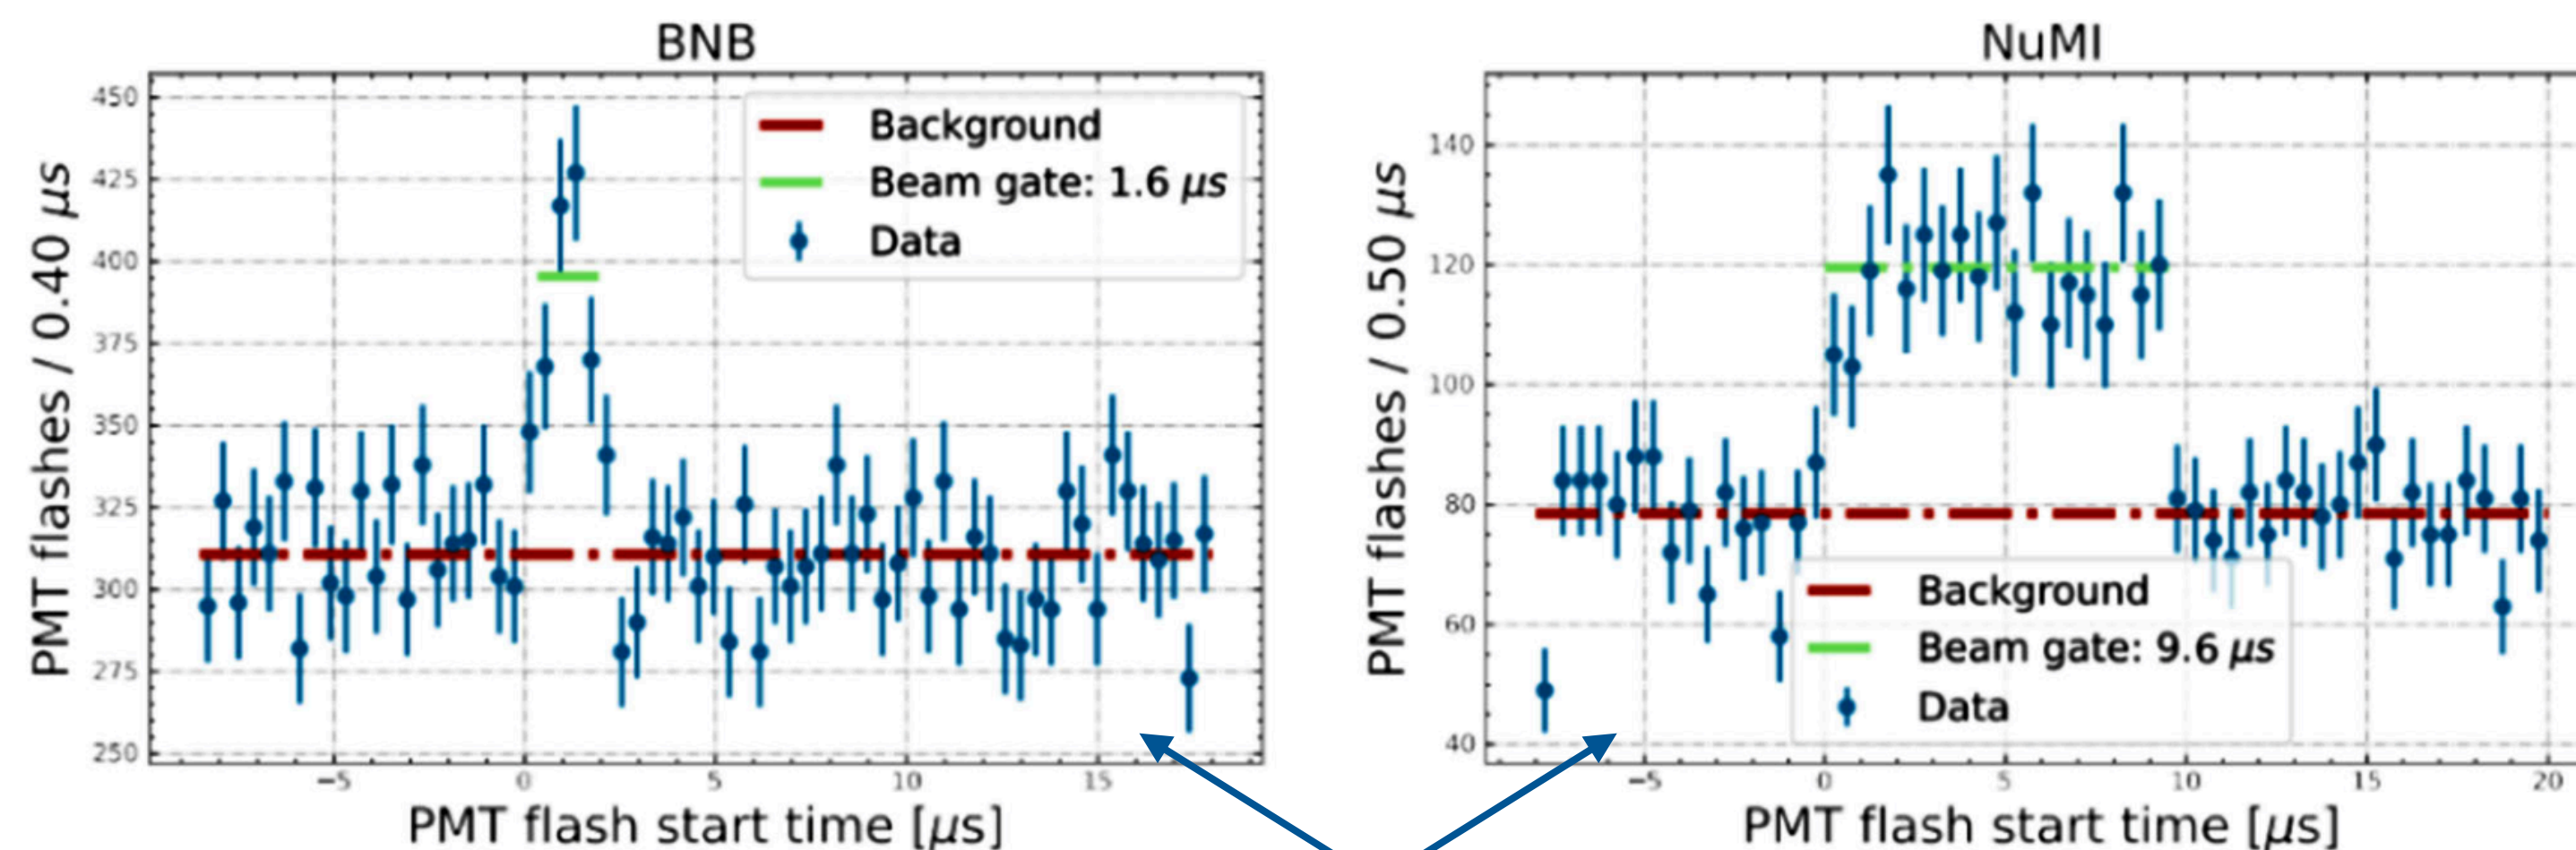 BNB
PMT flashes / 0.40 μs
450
425
400
375
350
325
300
275
250
Background
Beam gate: 1.6 μs
Data
−5
0
5
10
15
PMT flash start time [μs]
NuMI
PMT flashes / 0.50 μs
140
120
100
80
60
40
Background
Beam gate: 9.6 μs
Data
−5
0
5
10
15
20
PMT flash start time [μs]